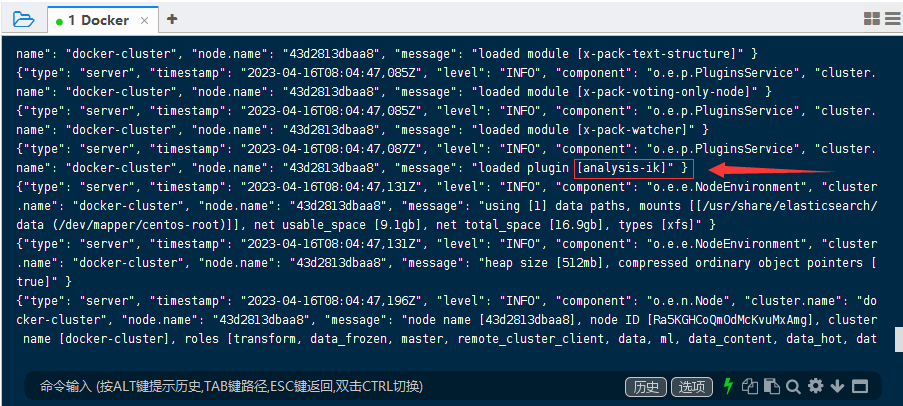 1 Docker
name": "docker-cluster", "node.name": "43d2813dbaa8", "message": "loaded module [x-pack-text-structure]" }
{"type": "server", "timestamp": "2023-04-16T08:04:47,085Z", "level": "INFO", "component": "o.e.p.PluginsService", "cluster.
name": "docker-cluster", "node.name": "43d2813dbaa8", "message": "loaded module [x-pack-voting-only-node]" }
{"type": "server", "timestamp": "2023-04-16T08:04:47,085Z", "level": "INFO", "component": "o.e.p.PluginsService", "cluster.
name": "docker-cluster", "node.name": "43d2813dbaa8", "message": "loaded module [x-pack-watcher]" }
{"type": "server", "timestamp": "2023-04-16T08:04:47,087Z", "level": "INFO", "component": "o.e.p.PluginsService", "cluster.
name": "docker-cluster", "node.name": "43d2813dbaa8", "message": "loaded plugin [analysis-ik]" }
{"type": "server", "timestamp": "2023-04-16T08:04:47,131Z", "level": "INFO", "component": "o.e.e.NodeEnvironment", "cluster
.name": "docker-cluster", "node.name": "43d2813dbaa8", "message": "using [1] data paths, mounts [[/usr/share/elasticsearch/
data (/dev/mapper/centos-root)]], net usable_space [9.1gb], net total_space [16.9gb], types [xfs]" }
{"type": "server", "timestamp": "2023-04-16T08:04:47,131Z", "level": "INFO", "component": "o.e.e.NodeEnvironment", "cluster
.name": "docker-cluster", "node.name": "43d2813dbaa8", "message": "heap size [512mb], compressed ordinary object pointers [
true]" }
{"type": "server", "timestamp": "2023-04-16T08:04:47,196Z", "level": "INFO", "component": "o.e.n.Node", "cluster.name": "do
cker-cluster", "node.name": "43d2813dbaa8", "message": "node name [43d2813dbaa8], node ID [Ra5KGHCoQmOdMcKvuMxAmg], cluster
name [docker-cluster], roles [transform, data_frozen, master, remote_cluster_client, data, ml, data_content, data_hot, dat
命令输入 (按ALT键提示历史,TAB键路径,ESC键返回,双击CTRL切换)
历史 选项